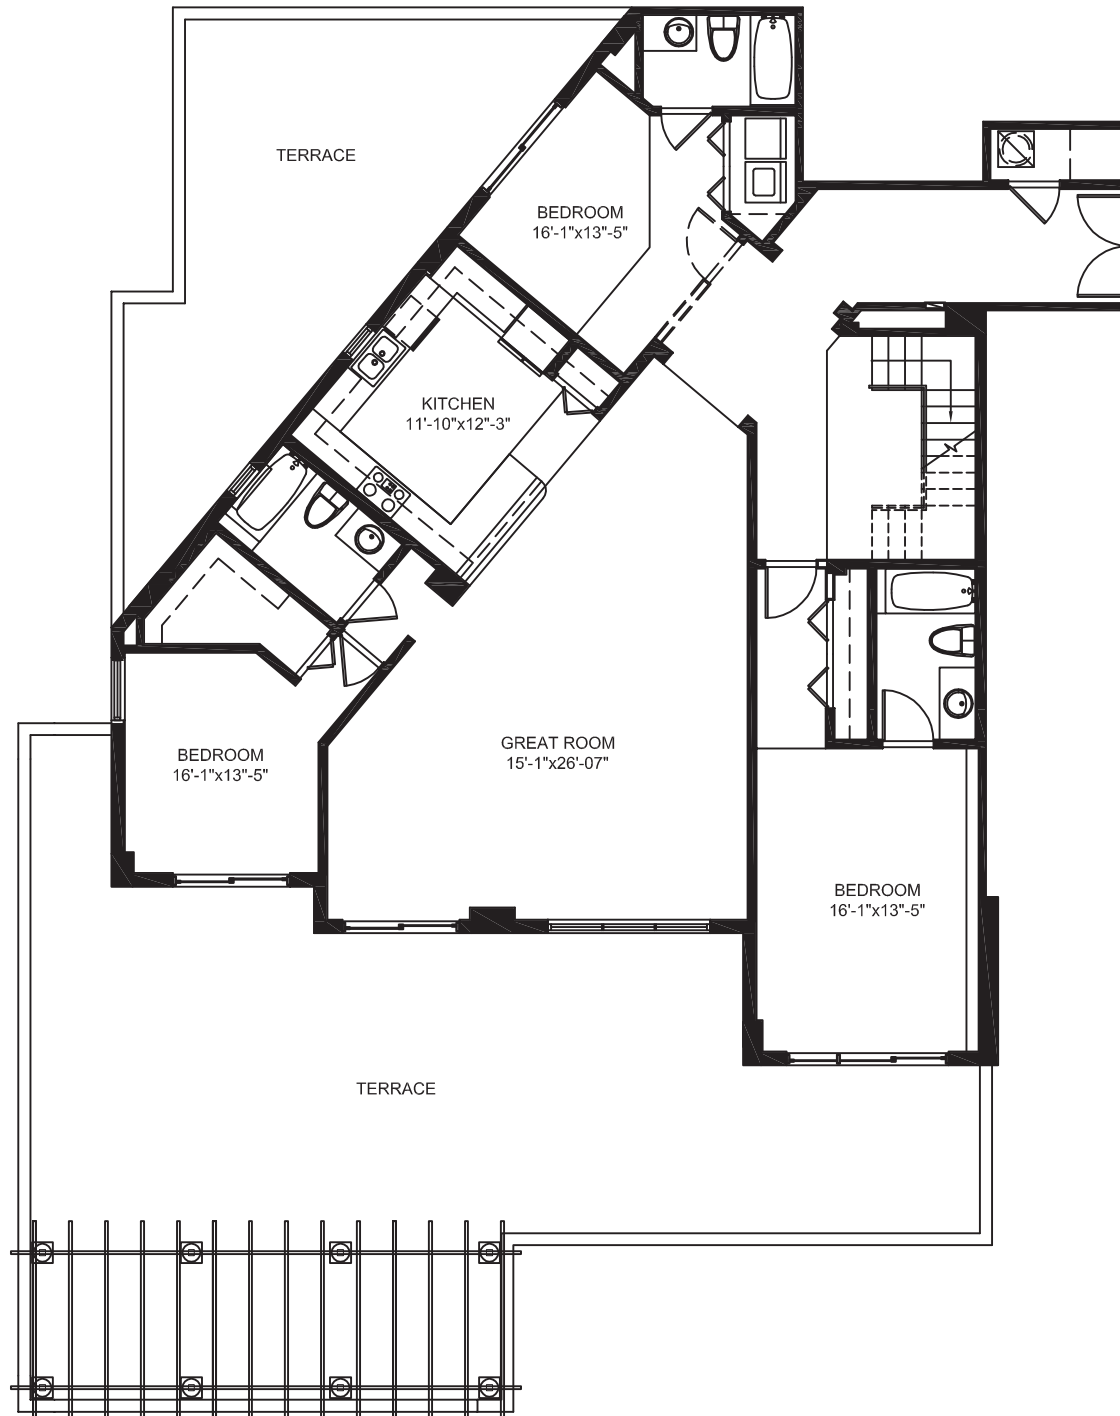 TERRACE
BEDROOM
16'-1"x13"-5"
KITCHEN
11'-10"x12"-3"
GREAT ROOM
15'-1"x26'-07"
BEDROOM
16'-1"x13"-5"
BEDROOM
16'-1"x13"-5"
TERRACE